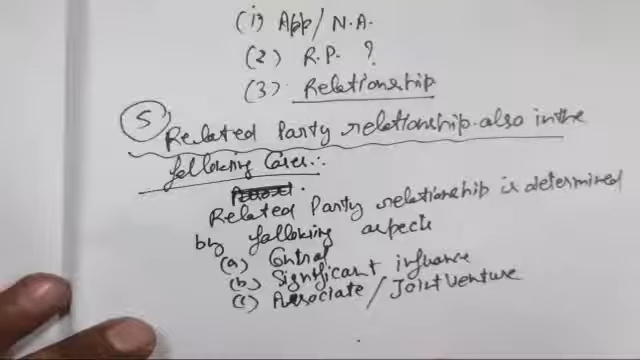 (1) App/N.A.
(2) R.P. ?
(3) Relationship
(5) Related Party relationship also in the
following Cases:
Related Party relationship is determined
by following aspects
(a) Control
(b) Significant influence
(c) Associate / Joint Venture